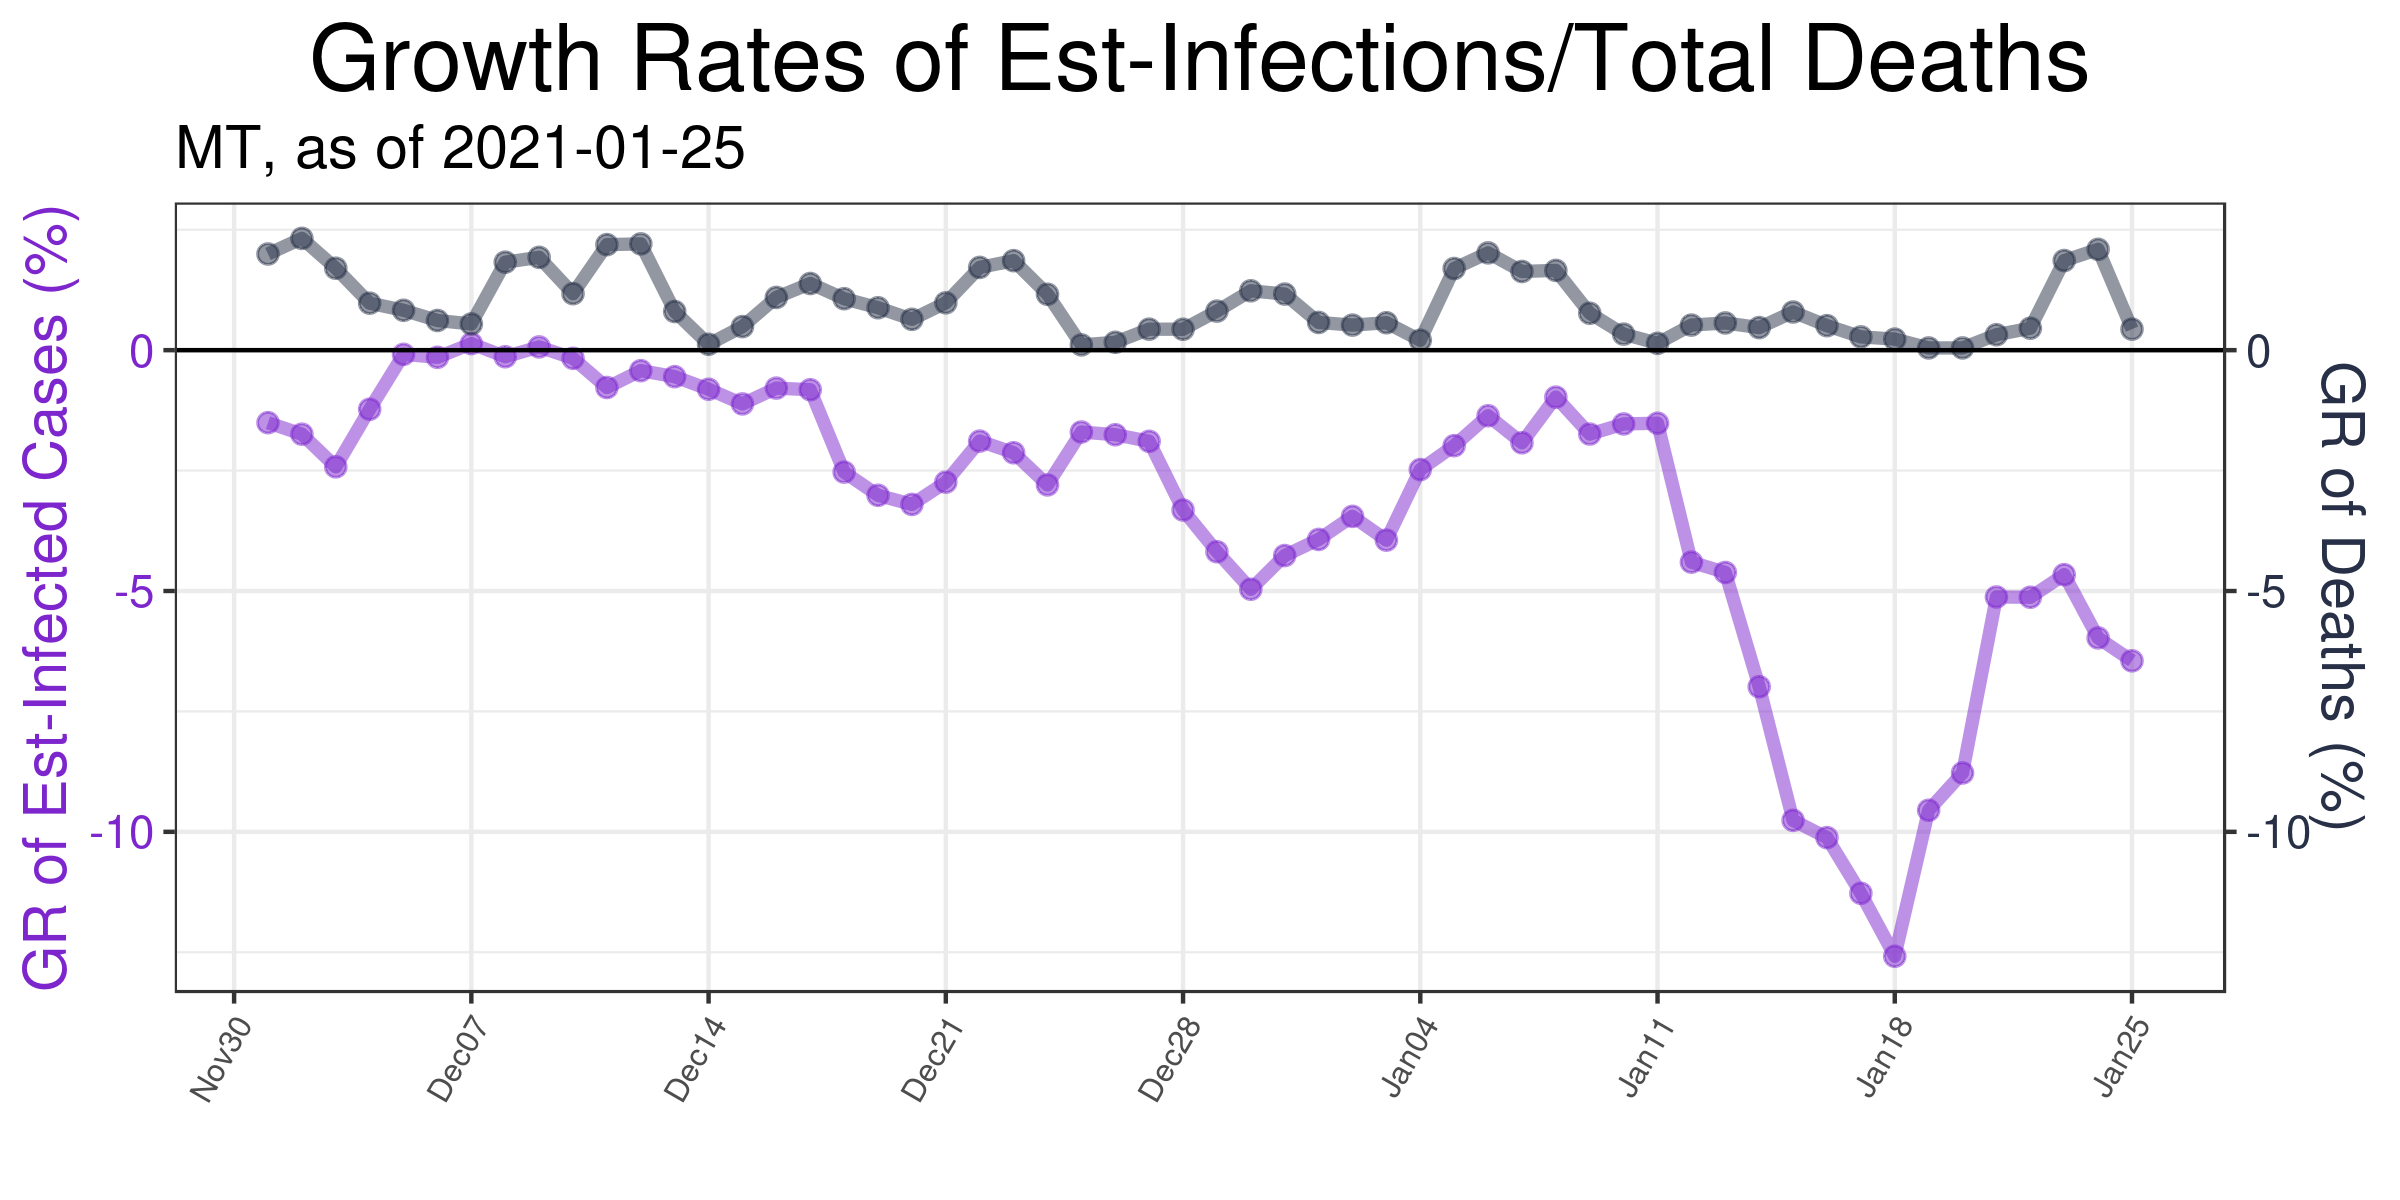 Growth Rates of Est-Infections/Total Deaths
MT, as of 2021-01-25
GR of Est-Infected Cases (%)
0
-5
-10
0
-5
-10
GR of Deaths (%)
Nov30
Dec07
Dec14
Dec21
Dec28
Jan04
Jan11
Jan18
Jan25